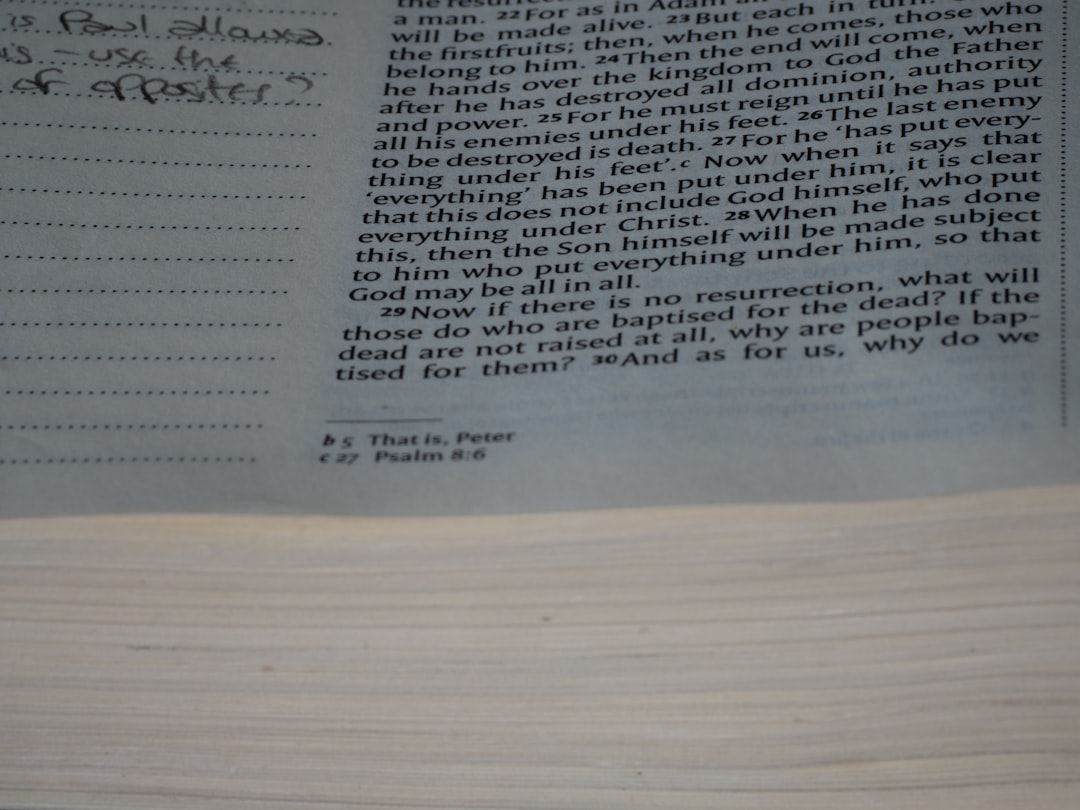 is Paul
is - use the
of
a man. 22 For as in Adam
will be made alive. 23 But each in turn:
the firstfruits; then, when he comes, those who
belong to him. 24 Then the end will come, when
he hands over the kingdom to God the Father
after he has destroyed all dominion, authority
and power. 25 For he must reign until he has put
all his enemies under his feet. 26 The last enemy
to be destroyed is death. 27 For he ‘has put every-
thing under his feet’.c Now when it says that
‘everything’ has been put under him, it is clear
that this does not include God himself, who put
everything under Christ. 28 When he has done
this, then the Son himself will be made subject
to him who put everything under him, so that
God may be all in all.
29 Now if there is no resurrection, what will
those do who are baptised for the dead? If the
dead are not raised at all, why are people bap-
tised for them? 30 And as for us, why do we
b 5 That is, Peter
c 27 Psalm 8:6